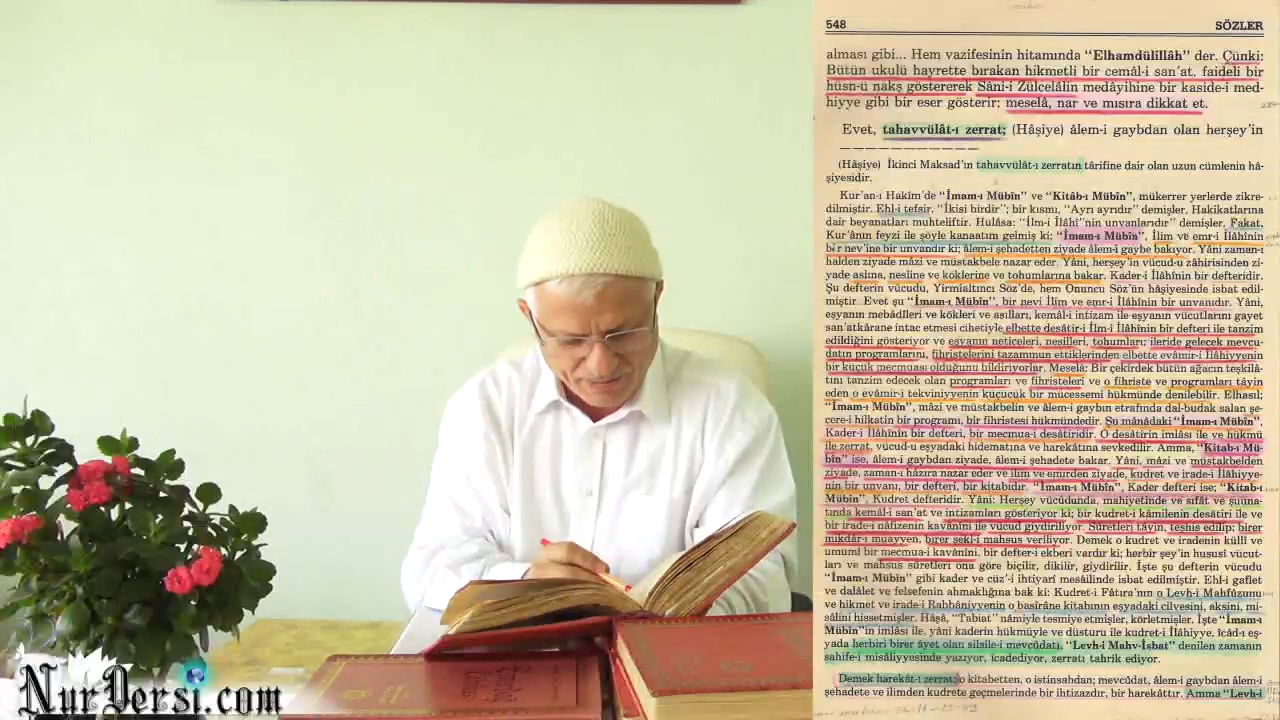 548 SÖZLER
alması gibi... Hem vazifesinin hitamında “Elhamdülillâh” der. Çünki:
Bütün ukulü hayrette bırakan hikmetli bir cemâl-i san'at, faideli bir
hüsn-ü nakş göstererek Sâni-i Zülcelâlin medâyihine bir kaside-i med-
hiyye gibi bir eser gösterir; meselâ, nar ve mısıra dikkat et.
Evet, tahavvülât-ı zerrat; (Hâşiye) âlem-i gaybdan olan herşey'in
(Hâşiye) İkinci Maksad'ın tahavvülât-ı zerratın târifine dair olan uzun cümlenin hâ-
şiyesidir.
Kur'an-ı Hakîm'de “İmam-ı Mübîn” ve “Kitâb-ı Mübîn”, mükerrer yerlerde zikre-
dilmiştir. Ehl-i tefsir, “İkisi birdir”; bir kısmı, “Ayrı ayrıdır” demişler. Hakikatlarına
dair beyanatları muhteliftir. Hulâsa: “İlm-i İlâhî”nin unvanlarıdır” demişler. Fakat,
Kur'ânın feyzi ile şöyle kanaatım gelmiş ki; “İmam-ı Mübîn”, İlim ve emr-i İlâhînin
bir nev'ine bir unvandır ki; âlem-i şehadetten ziyade âlem-i gaybe bakıyor. Yâni zaman-ı
halden ziyade mâzi ve müstakbele nazar eder. Yâni, herşey'in vücud-u zâhirisinden zi-
yade aslına, nesline ve köklerine ve tohumlarına bakar. Kader-i İlâhînin bir defteridir.
Şu defterin vücudu, Yirmialtıncı Söz'de, hem Onuncu Söz'ün hâşiyesinde isbat edil-
miştir. Evet şu “İmam-ı Mübîn”, bir nevi İlim ve emr-i İlâhînin bir unvanıdır. Yâni,
eşyanın mebâdîleri ve kökleri ve asılları, kemâl-i intizam ile eşyanın vücutlarını gayet
san'atkârane intac etmesi cihetiyle elbette desâtir-i İlm-i İlâhînin bir defteri ile tanzim
edildiğini gösteriyor ve eşyanın neticeleri, nesilleri, tohumları; ileride gelecek mevcu-
datın programlarını, fihristelerini tazammun ettiklerinden elbette evâmir-i İlâhiyyenin
bir küçük mecmuası olduğunu bildiriyorlar. Meselâ: Bir çekirdek bütün ağacın teşkilâ-
tını tanzim edecek olan programları ve fihristeleri ve o fihriste ve programları tâyin
eden o evâmir-i tekviniyyenin küçücük bir mücessemi hükmünde denilebilir. Elhasıl;
“İmam-ı Mübîn”, mâzi ve müstakbelin ve âlem-i gaybın etrafında dal-budak salan şe-
cere-i hilkatin bir programı, bir fihristesi hükmündedir. Şu mânâdaki “İmam-ı Mübîn”,
Kader-i İlâhînin bir defteri, bir mecmua-i desâtiridir. O desâtirin imlâsı ile ve hükmü
ile zerrat, vücud-u eşyadaki hidematına ve harekâtına sevkedilir. Amma, “Kitab-ı Mü-
bîn” ise, âlem-i gaybdan ziyade, âlem-i şehadete bakar. Yâni, mâzi ve müstakbelden
ziyade, zaman-ı hâzıra nazar eder ve ilim ve emirden ziyade, kudret ve irade-i İlâhiyye-
nin bir unvanı, bir defteri, bir kitabıdır. “İmam-ı Mübîn”, Kader defteri ise; “Kitab-ı
Mübîn”, Kudret defteridir. Yâni: Herşey vücudunda, mahiyetinde ve sıfât ve şuûna-
tında kemâl-i san'at ve intizamları gösteriyor ki; bir kudret-i kâmilenin desâtiri ile ve
bir irade-i nâfizenin kavanîni ile vücud giydiriliyor. Sûretleri tâyin, teşhis edilip; birer
mikdâr-ı muayyen, birer şekl-i mahsus veriliyor. Demek o kudret ve iradenin küllî ve
umumî bir mecmua-i kavanîni, bir defter-i ekberi vardır ki; herbir şey'in hususî vücut-
ları ve mahsus sûretleri ona göre biçilir, dikilir, giydirilir. İşte şu defterin vücudu
“İmam-ı Mübîn” gibi kader ve cüz'-i ihtiyarî mesâilinde isbat edilmiştir. Ehl-i gaflet
ve dalâlet ve felsefenin ahmaklığına bak ki: Kudret-i Fâtıra'nın o Levh-i Mahfûzunu
ve hikmet ve irade-i Rabbâniyyenin o basîrâne kitabının eşyadaki cilvesini, aksini, mi-
sâlini hissetmişler. Hâşâ, “Tabiat” nâmiyle tesmiye etmişler, körletmişler. İşte “İmam-ı
Mübîn”in imlâsı ile, yâni kaderin hükmüyle ve düsturu ile kudret-i İlâhiyye, îcâd-ı eş-
yada herbiri birer âyet olan silsile-i mevcudatı, “Levh-i Mahv-İsbat” denilen zamanın
sahife-i misâliyyesinde yazıyor, icadediyor, zerratı tahrik ediyor.
Demek harekât-ı zerrat; o kitabetten, o istinsahdan; mevcudat, âlem-i gaybdan âlem-i
şehadete ve ilimden kudrete geçmelerinde bir ihtizazdır, bir harekâttır. Amma “Levh-i
NurDersi.com